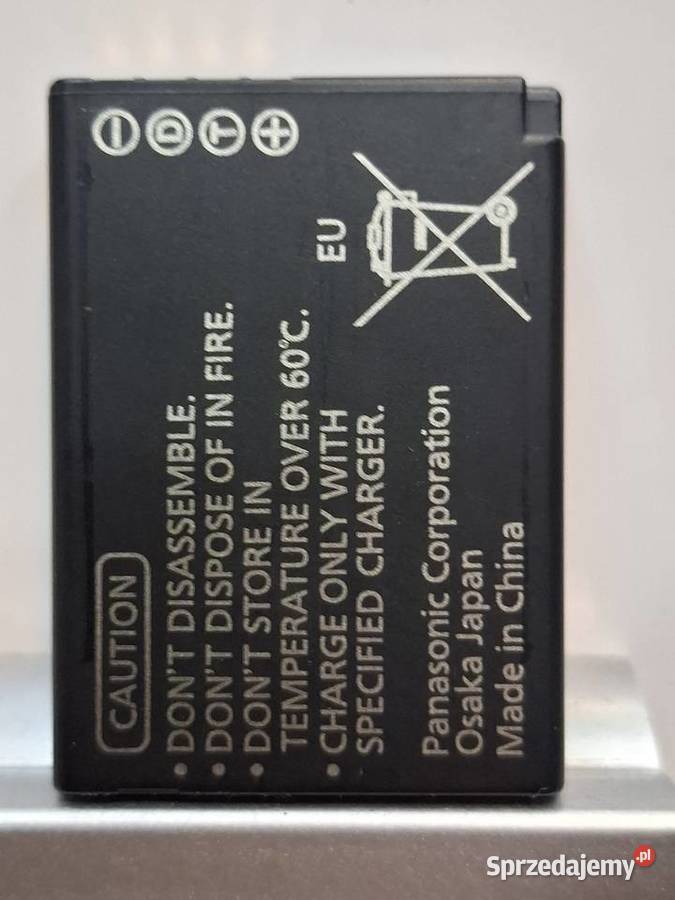 CAUTION
• DON'T DISASSEMBLE.
• DON'T DISPOSE OF IN FIRE.
• DON'T STORE IN
TEMPERATURE OVER 60°C.
• CHARGE ONLY WITH
SPECIFIED CHARGER.
Panasonic Corporation
Osaka Japan
Made in China
− D T +
EU
Sprzedajemy.pl